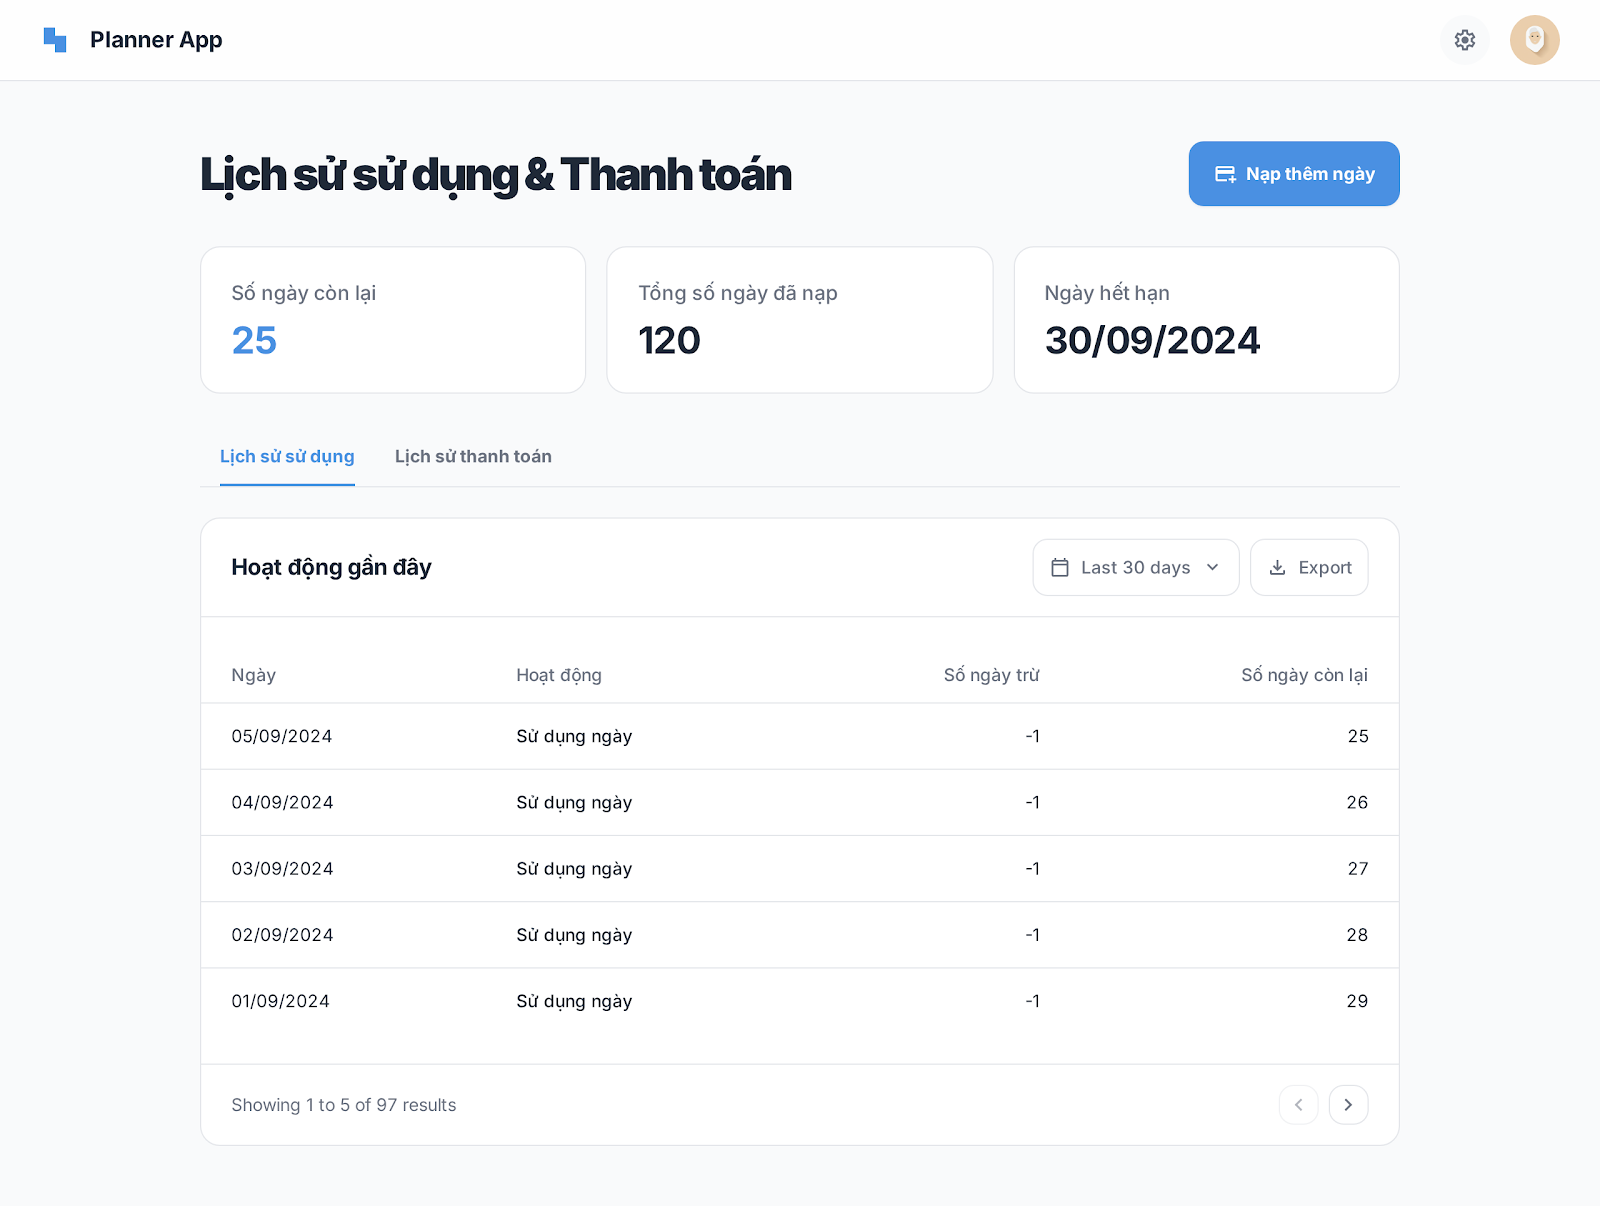 Planner App
Lịch sử sử dụng & Thanh toán
Nạp thêm ngày
Số ngày còn lại
25
Tổng số ngày đã nạp
120
Ngày hết hạn
30/09/2024
Lịch sử sử dụng
Lịch sử thanh toán
Hoạt động gần đây
Last 30 days
Export
Ngày Hoạt động Số ngày trừ Số ngày còn lại
05/09/2024 Sử dụng ngày -1 25
04/09/2024 Sử dụng ngày -1 26
03/09/2024 Sử dụng ngày -1 27
02/09/2024 Sử dụng ngày -1 28
01/09/2024 Sử dụng ngày -1 29
Showing 1 to 5 of 97 results